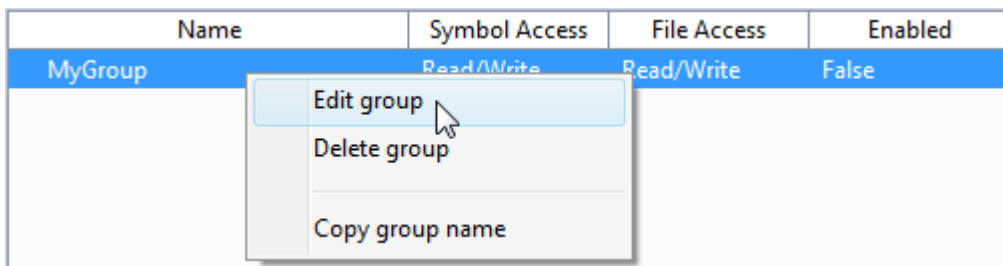 Name Symbol Access File Access Enabled
MyGroup Read/Write Read/Write False
Edit group
Delete group
Copy group name